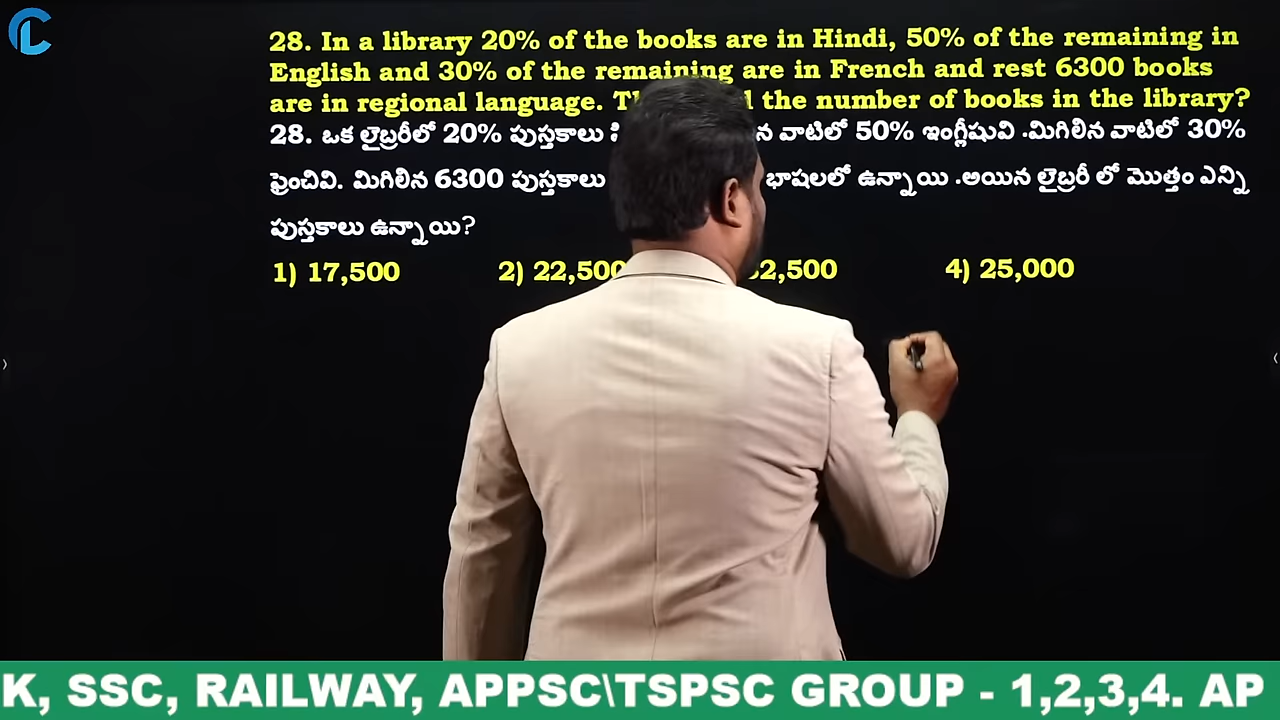 28. In a library 20% of the books are in Hindi, 50% of the remaining in
English and 30% of the remaining are in French and rest 6300 books
are in regional language. the number of books in the library?
28. ఒక లైబ్రరీలో 20% పుస్తకాలు వాటిలో 50% ఇంగ్లీషువి .మిగిలిన వాటిలో 30%
ఫ్రెంచివి. మిగిలిన 6300 పుస్తకాలు భాషలలో ఉన్నాయి .అయిన లైబ్రరీ లో మొత్తం ఎన్ని
పుస్తకాలు ఉన్నాయి?
1) 17,500 2) 22,500 2,500 4) 25,000
K, SSC, RAILWAY, APPSC\TSPSC GROUP - 1,2,3,4. AP